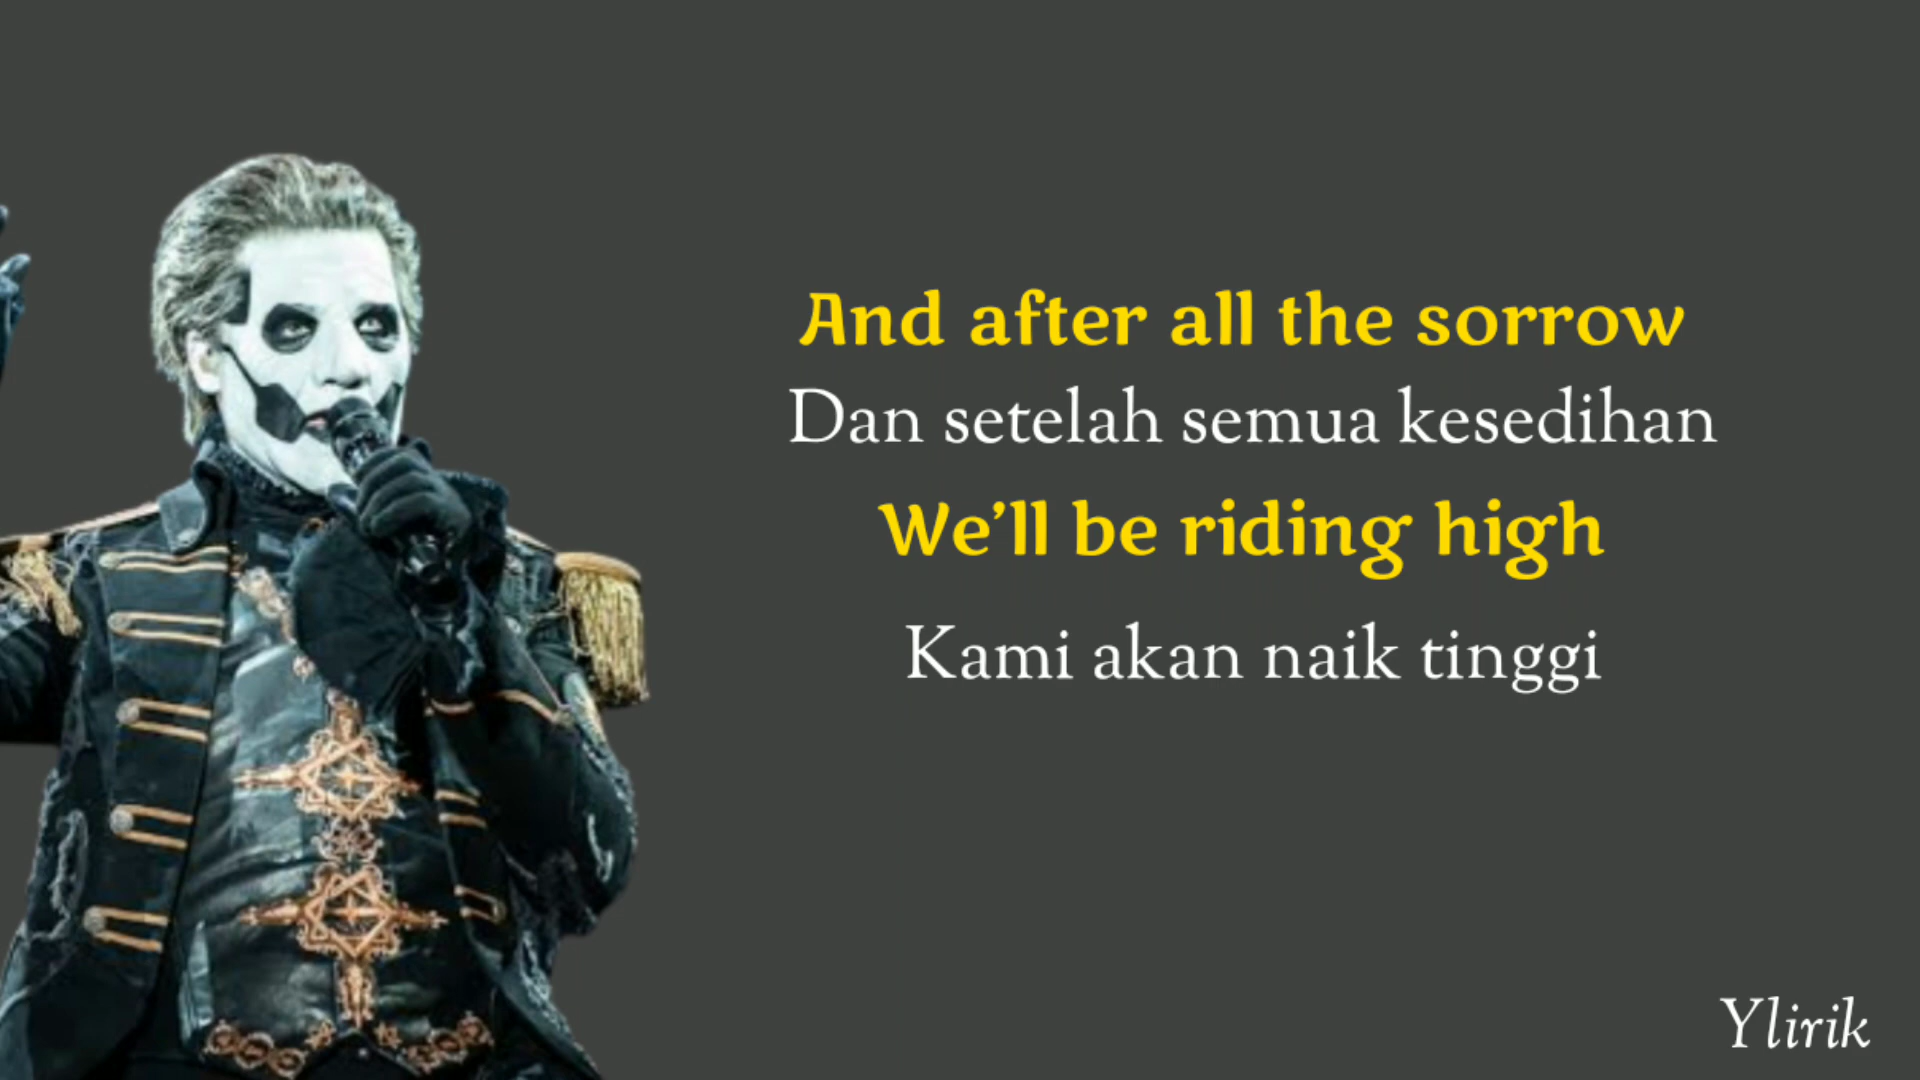 And after all the sorrow
Dan setelah semua kesedihan
We'll be riding high
Kami akan naik tinggi
Ylirik